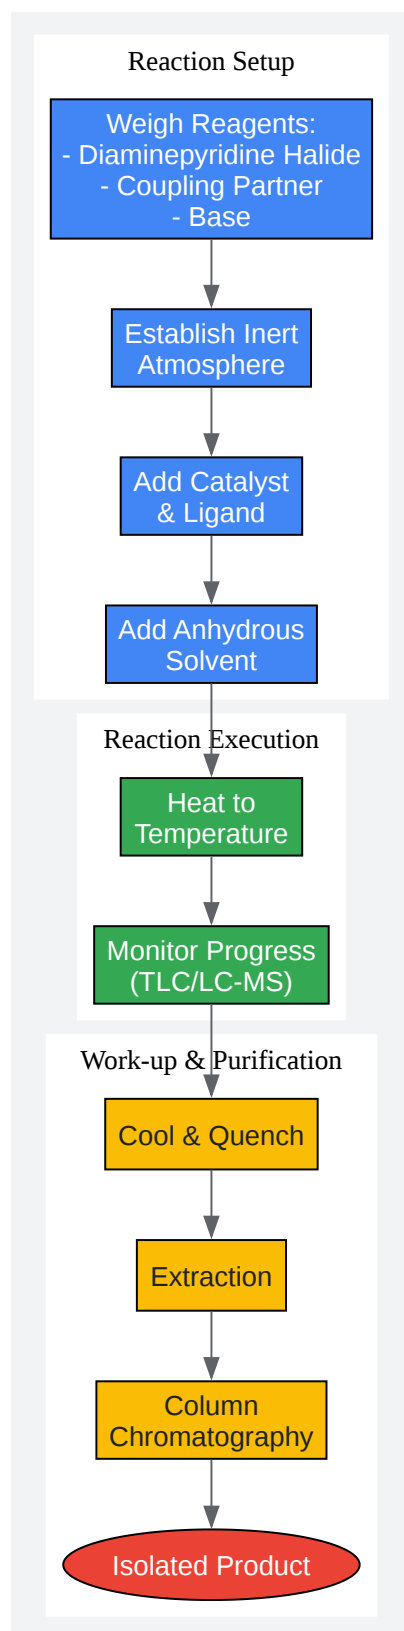 Reaction Setup
Weigh Reagents:
- Diaminepyridine Halide
- Coupling Partner
- Base
Establish Inert
Atmosphere
Add Catalyst
& Ligand
Add Anhydrous
Solvent
Reaction Execution
Heat to
Temperature
Monitor Progress
(TLC/LC-MS)
Work-up & Purification
Cool & Quench
Extraction
Column
Chromatography
Isolated Product